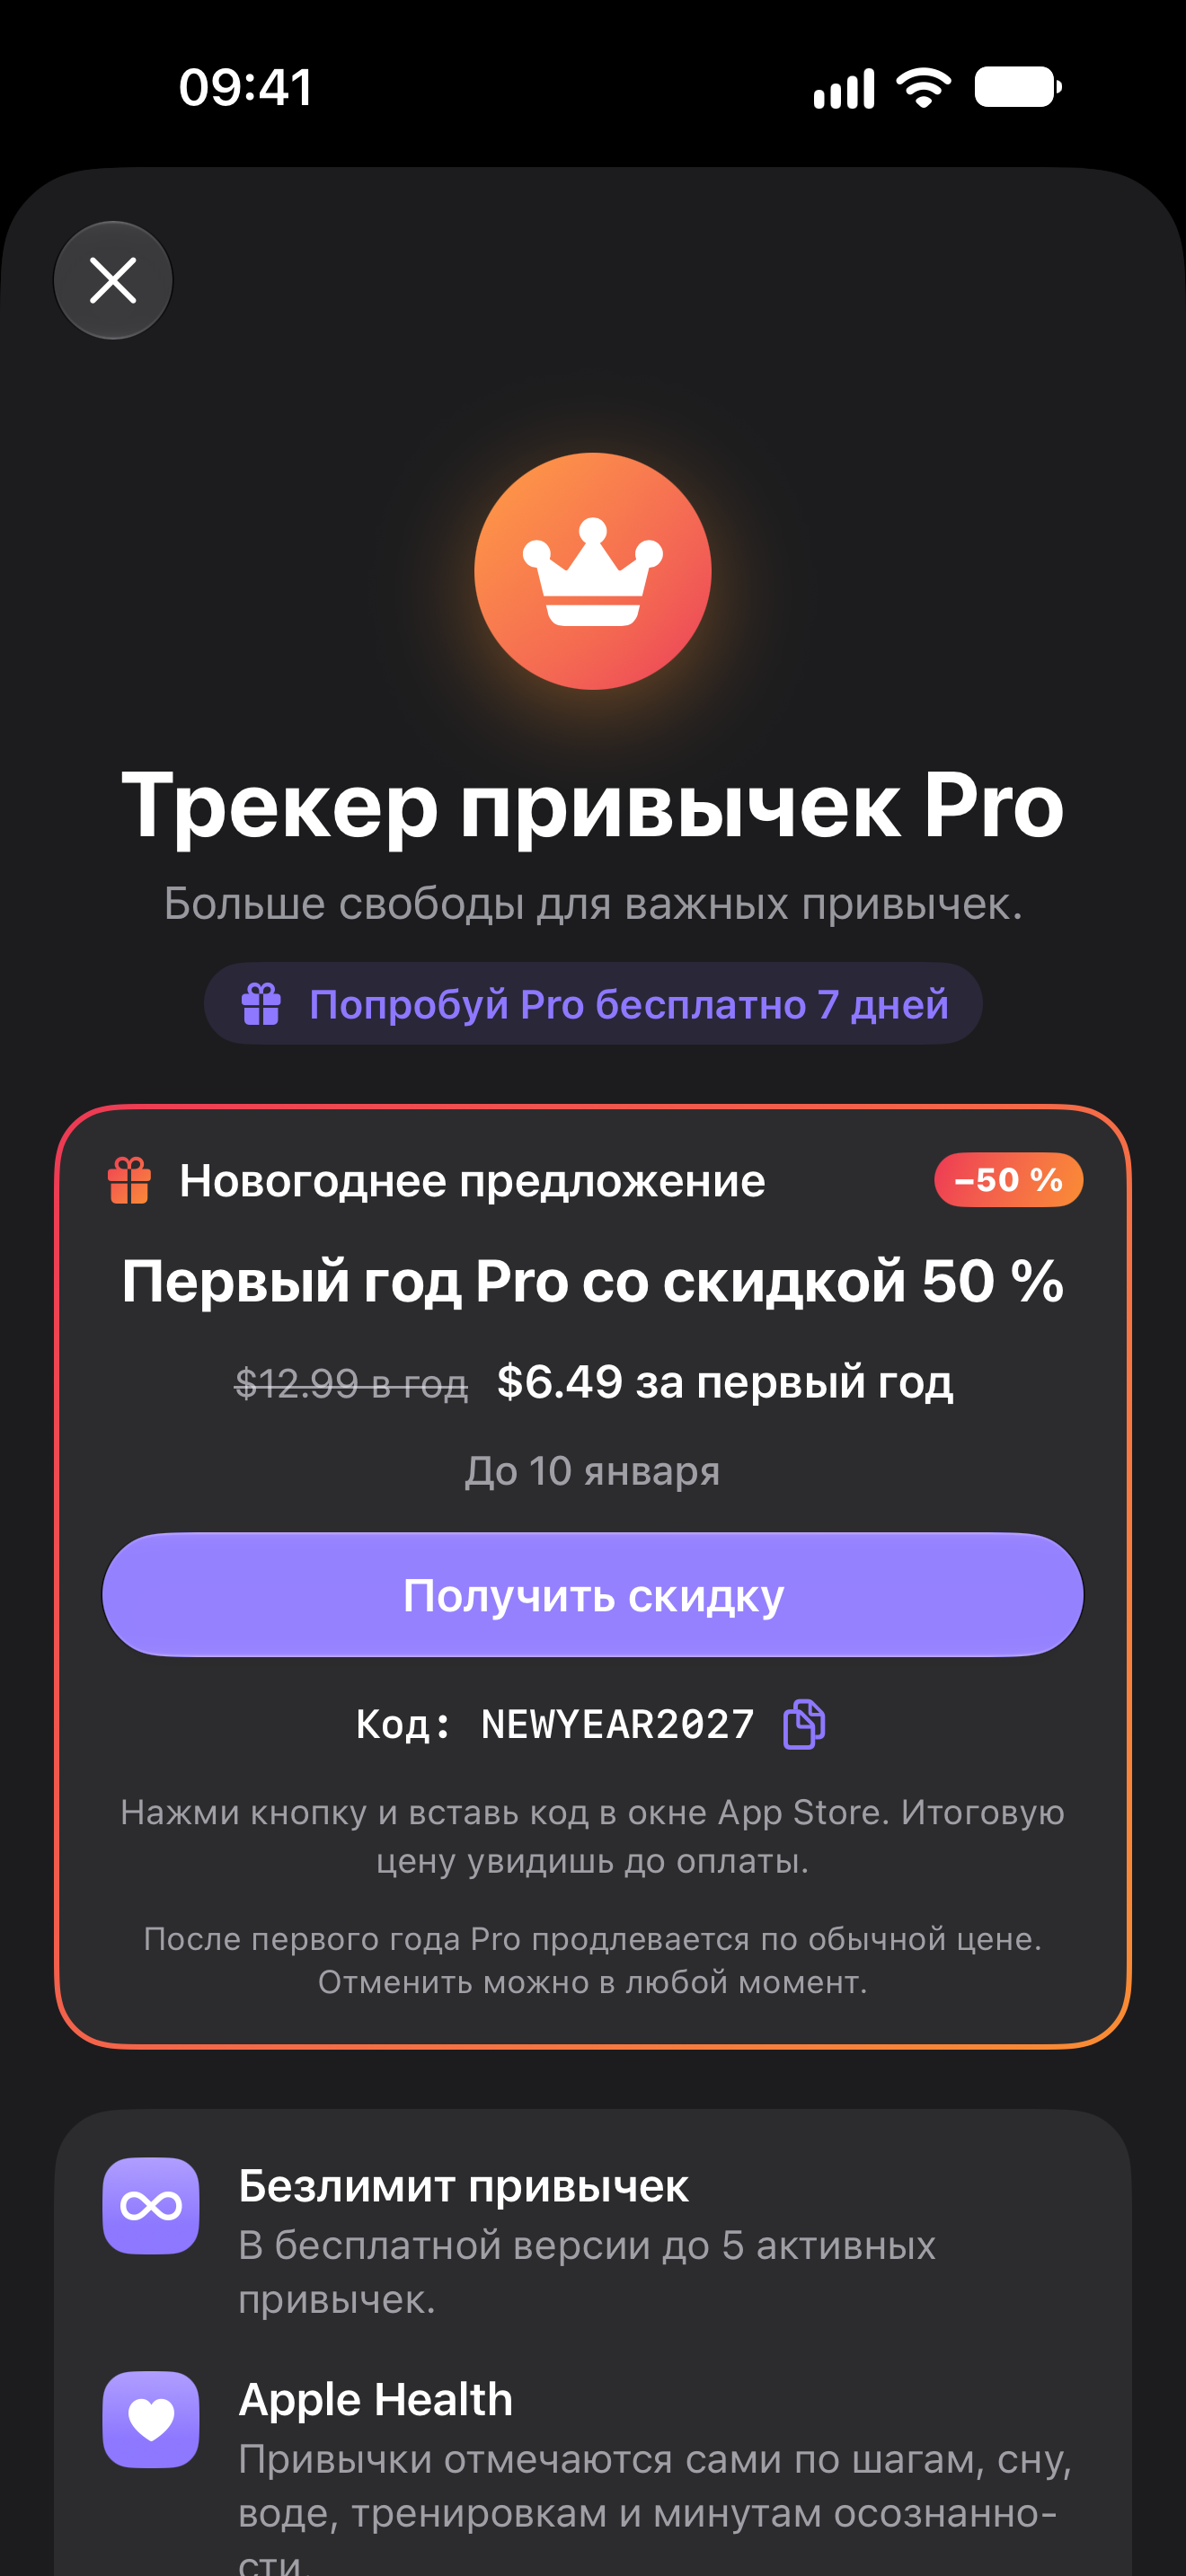 09:41
Трекер привычек Pro
Больше свободы для важных привычек.
Попробуй Pro бесплатно 7 дней
Новогоднее предложение
–50 %
Первый год Pro со скидкой 50 %
$12.99 в год $6.49 за первый год
До 10 января
Получить скидку
Код: NEWYEAR2027
Нажми кнопку и вставь код в окне App Store. Итоговую
цену увидишь до оплаты.
После первого года Pro продлевается по обычной цене.
Отменить можно в любой момент.
Безлимит привычек
В бесплатной версии до 5 активных
привычек.
Apple Health
Привычки отмечаются сами по шагам, сну,
воде, тренировкам и минутам осознанно-
сти.